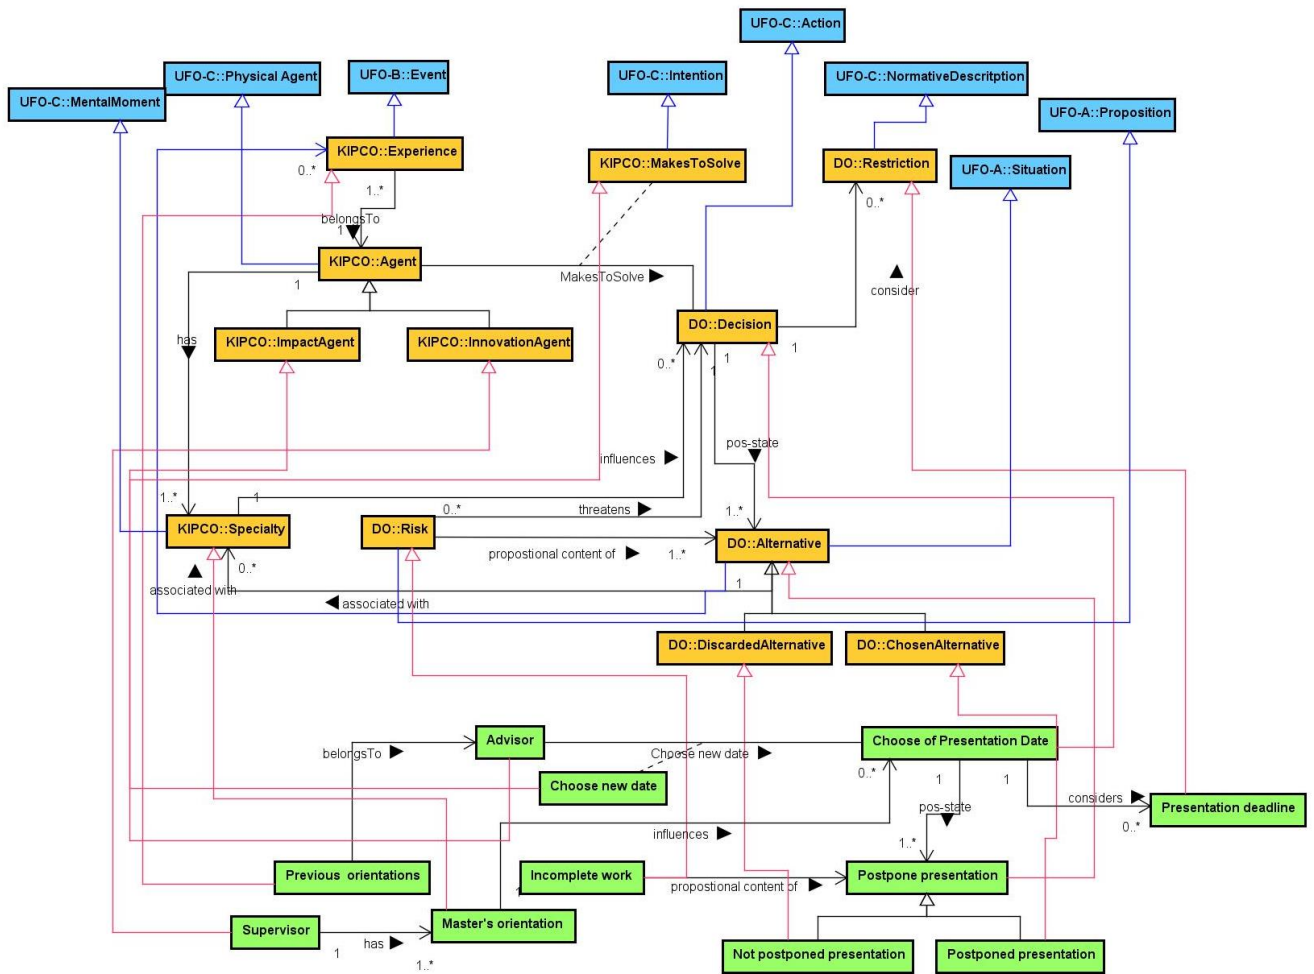 UFO-C::Action
UFO-C::Physical Agent
UFO-B::Event
UFO-C::Intention
UFO-C::NormativeDescritption
UFO-C::MentalMoment
UFO-A::Proposition
KIPCO::Experience
0..*
KIPCO::MakesToSolve
DO::Restriction
UFO-A::Situation
1..*
0..*
belongsTo
1
KIPCO::Agent
1
MakesToSolve
consider
has
KIPCO::ImpactAgent
KIPCO::InnovationAgent
DO::Decision
0..*
1
1
1
pos-state
influences
1..*
1
0..*
threatens
1..*
KIPCO::Specialty
DO::Risk
propostional content of
1..*
DO::Alternative
0..*
associated with
1
associated with
DO::DiscardedAlternative
DO::ChosenAlternative
belongsTo
Advisor
Choose new date
Choose of Presentation Date
Choose new date
0..*
1
1
pos-state
considers
Presentation deadline
0..*
influences
1..*
Previous orientations
Incomplete work
1
propostional content of
Postpone presentation
Supervisor
1
has
1..*
Master's orientation
Not postponed presentation
Postponed presentation